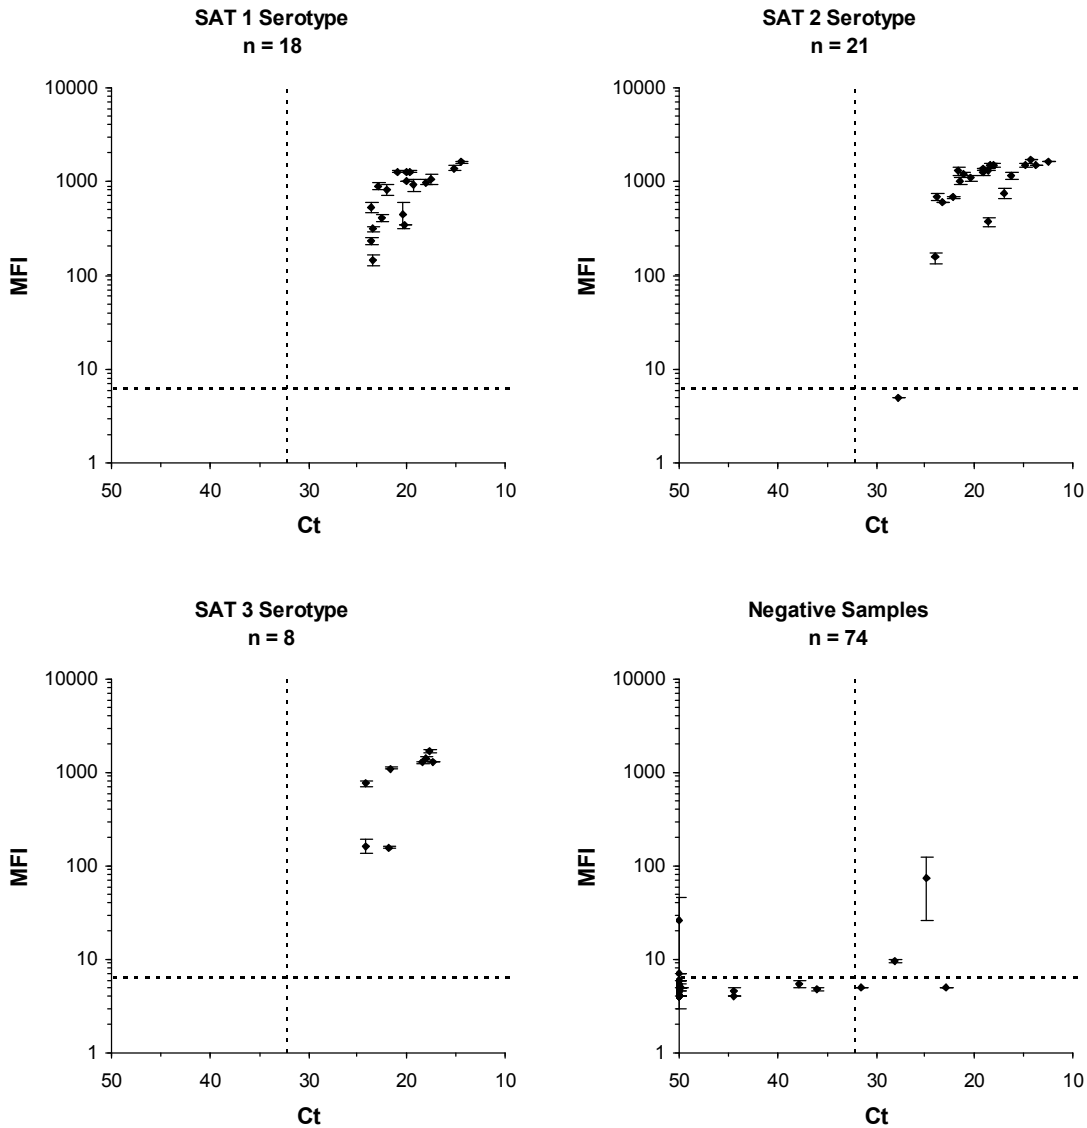 SAT 1 Serotype
n = 18
10000
1000
100
10
1
MFI
50 40 30 20 10
Ct
SAT 2 Serotype
n = 21
10000
1000
100
10
1
MFI
50 40 30 20 10
Ct
SAT 3 Serotype
n = 8
10000
1000
100
10
1
MFI
50 40 30 20 10
Ct
Negative Samples
n = 74
10000
1000
100
10
1
MFI
50 40 30 20 10
Ct